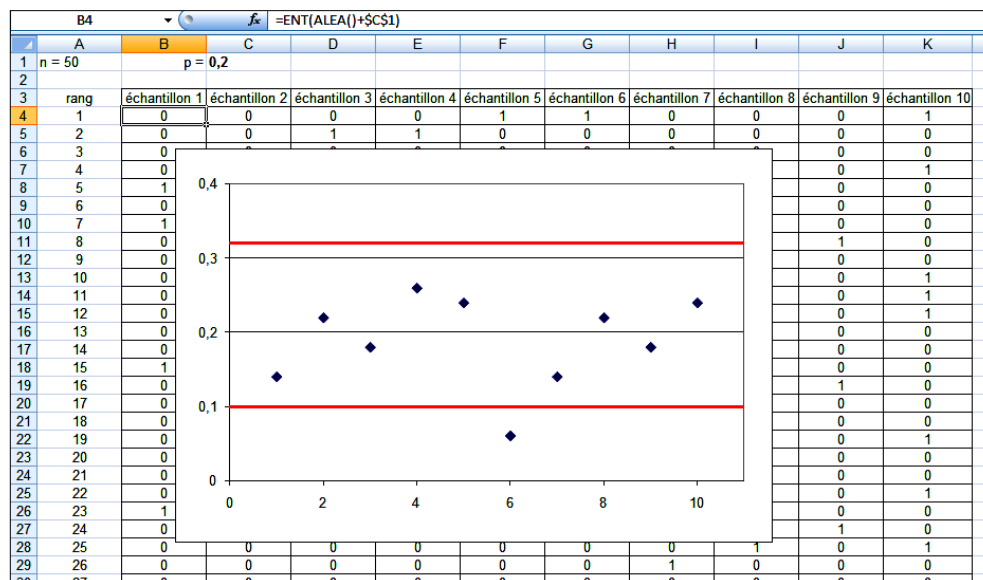 B4 fx =ENT(ALEA()+$C$1)
A B C D E F G H I J K
1 n = 50 p = 0,2
2
3 rang échantillon 1 échantillon 2 échantillon 3 échantillon 4 échantillon 5 échantillon 6 échantillon 7 échantillon 8 échantillon 9 échantillon 10
4 1 0 0 0 0 1 1 0 0 0 1
5 2 0 0 1 1 0 0 0 0 0 0
6 3 0 0 0
7 4 0 0 1
8 5 1 0 0
9 6 0 0 0
10 7 1 0 0
11 8 0 1 0
12 9 0 0 0
13 10 0 0 1
14 11 0 0 1
15 12 0 0 1
16 13 0 0 0
17 14 0 0 0
18 15 1 0 0
19 16 0 1 0
20 17 0 0 0
21 18 0 0 0
22 19 0 0 1
23 20 0 0 0
24 21 0 0 0
25 22 0 0 1
26 23 1 0 0
27 24 0 1 0
28 25 0 0 0 0 0 0 0 1 0 1
29 26 0 0 0 0 0 0 1 0 0 0
0,4
0,3
0,2
0,1
0
0 2 4 6 8 10